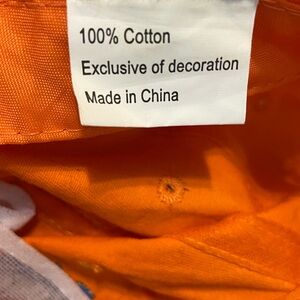 100% Cotton
Exclusive of decoration
Made in China